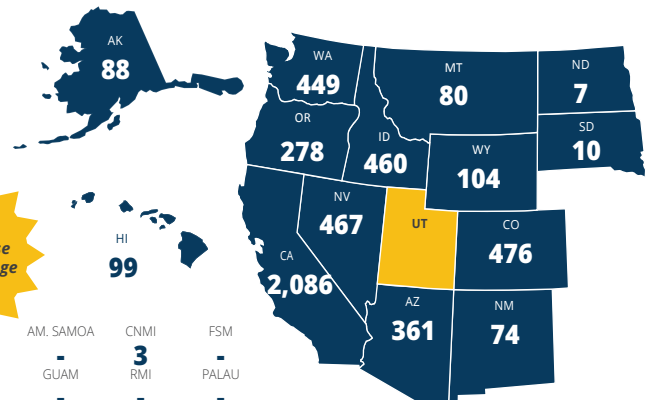 AK
88
WA
449
MT
80
ND
7
OR
278
ID
460
SD
10
WY
104
NV
467
UT
CO
476
HI
99
CA
2,086
AZ
361
NM
74
AM. SAMOA CNMI FSM
- 3 -
GUAM RMI PALAU
- - -